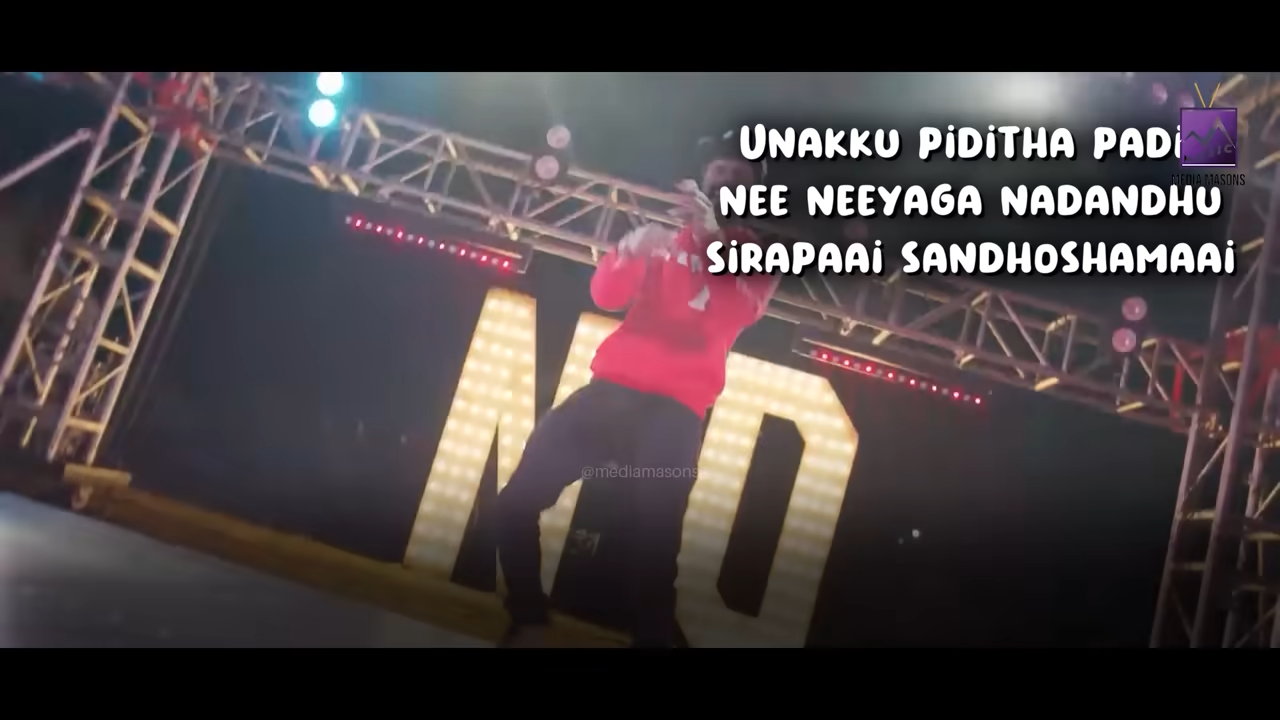 UNAKKU PiDiTHA PADi
NEE NEEYAGA NADANDHU
SiRAPAAi SANDHOSHAMAAi
MEDIA MASONS
@mediamasons